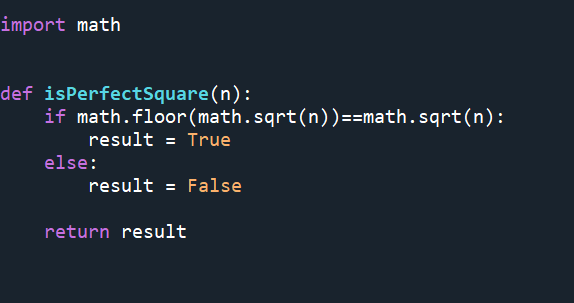 import math
def isPerfectSquare(n):
    if math.floor(math.sqrt(n))==math.sqrt(n):
        result = True
    else:
        result = False
    return result